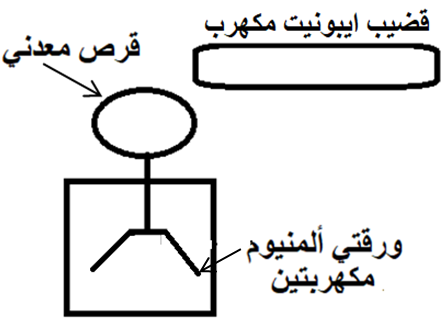 قضيب ايبونيت مكهرب
قرص معدني
ورقتي ألمنيوم
مكهربتين